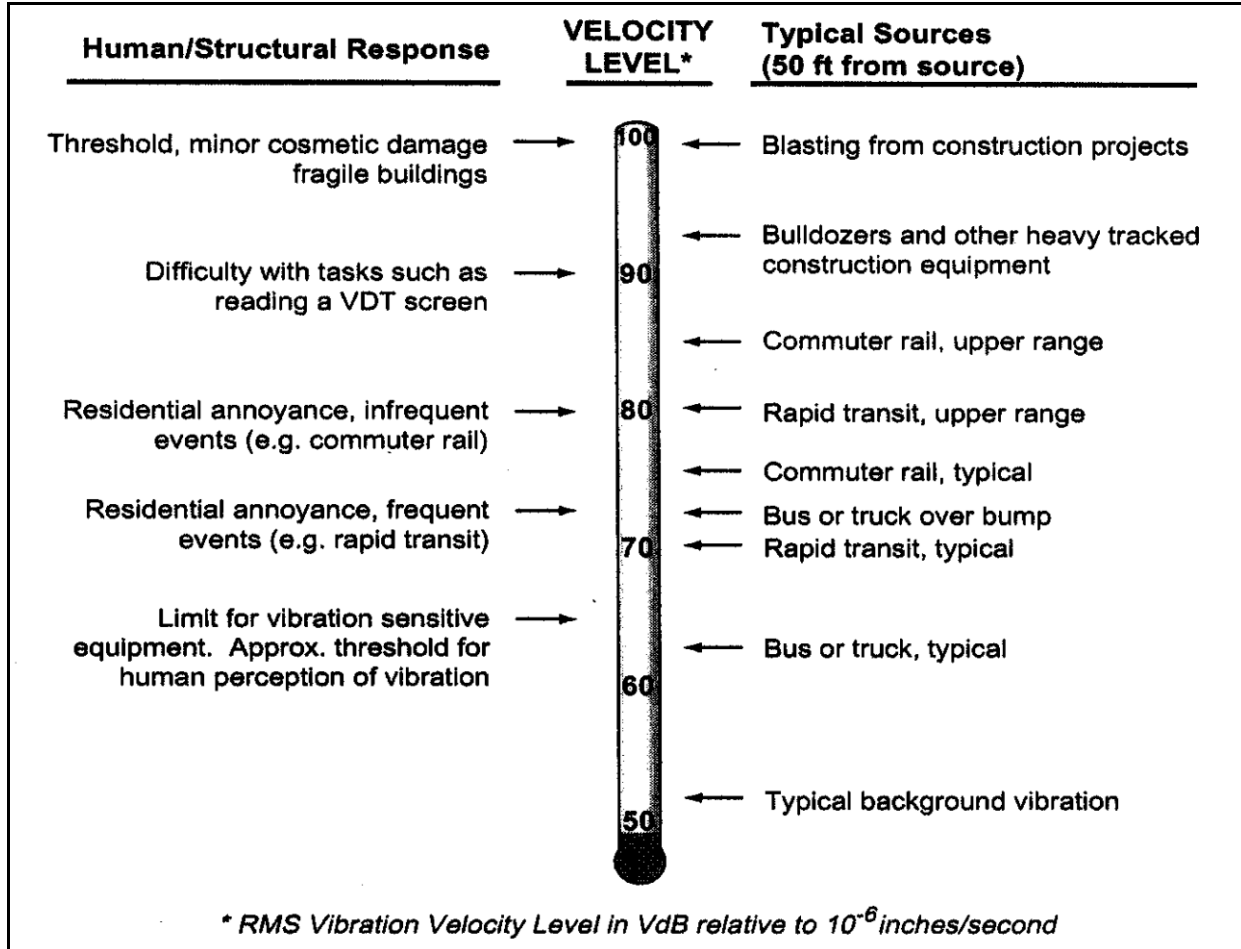 Human/Structural Response
VELOCITY
LEVEL*
Typical Sources
(50 ft from source)
Threshold, minor cosmetic damage
fragile buildings
100
Blasting from construction projects
Bulldozers and other heavy tracked
construction equipment
Difficulty with tasks such as
reading a VDT screen
90
Commuter rail, upper range
Residential annoyance, infrequent
events (e.g. commuter rail)
80
Rapid transit, upper range
Commuter rail, typical
Residential annoyance, frequent
events (e.g. rapid transit)
Bus or truck over bump
70
Rapid transit, typical
Limit for vibration sensitive
equipment. Approx. threshold for
human perception of vibration
Bus or truck, typical
60
Typical background vibration
50
* RMS Vibration Velocity Level in VdB relative to 10⁻⁶ inches/second